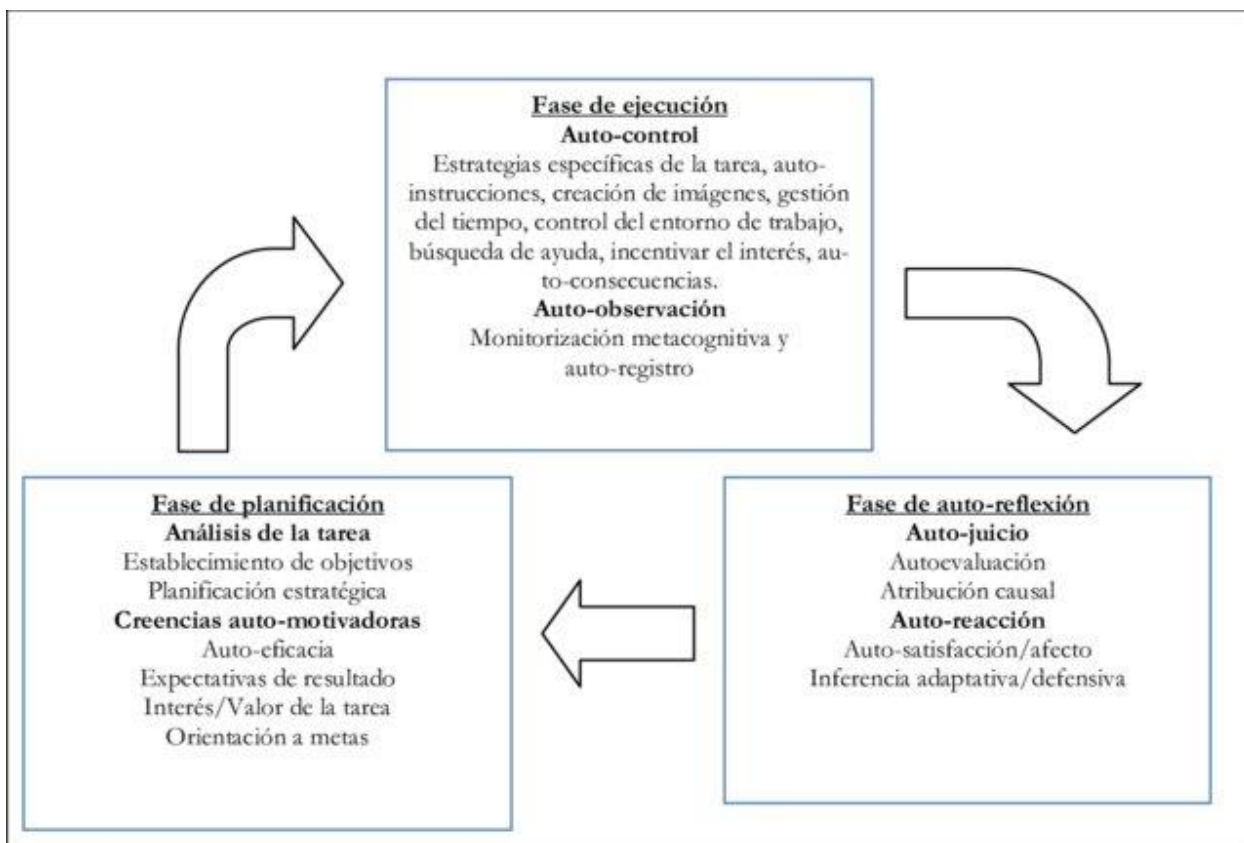 Fase de ejecución
Auto-control
Estrategias específicas de la tarea, auto-
instrucciones, creación de imágenes, gestión
del tiempo, control del entorno de trabajo,
búsqueda de ayuda, incentivar el interés, au-
to-consecuencias.
Auto-observación
Monitorización metacognitiva y
auto-registro
Fase de planificación
Análisis de la tarea
Establecimiento de objetivos
Planificación estratégica
Creencias auto-motivadoras
Auto-eficacia
Expectativas de resultado
Interés/Valor de la tarea
Orientación a metas
Fase de auto-reflexión
Auto-juicio
Autoevaluación
Atribución causal
Auto-reacción
Auto-satisfacción/afecto
Inferencia adaptativa/defensiva